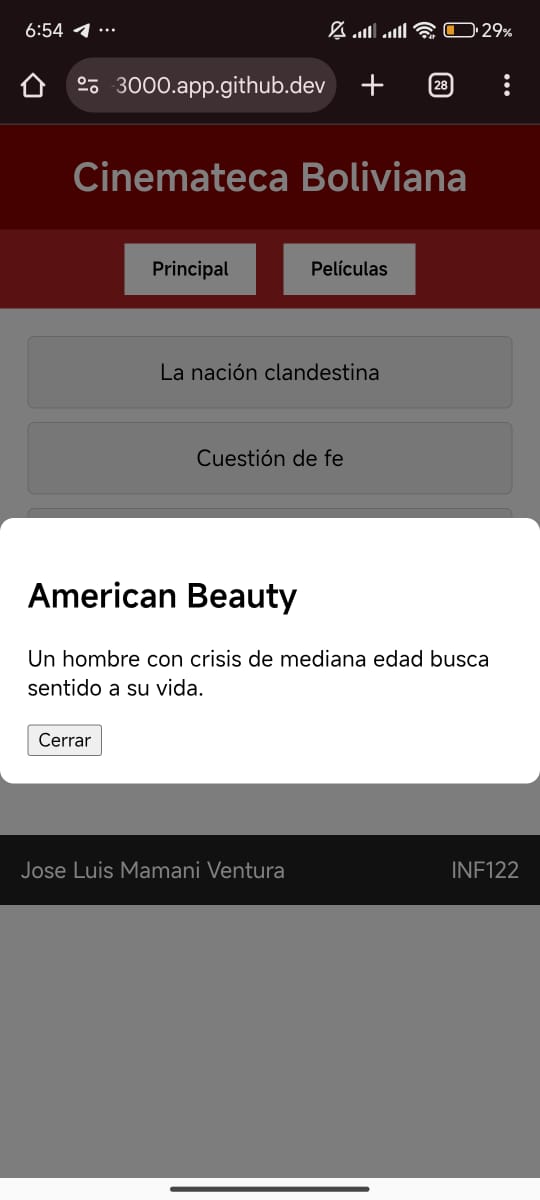 6:54
29%
28
-3000.app.github.dev
Cinemateca Boliviana
Principal
Películas
La nación clandestina
Cuestión de fe
American Beauty
Un hombre con crisis de mediana edad busca
sentido a su vida.
Cerrar
Jose Luis Mamani Ventura
INF122